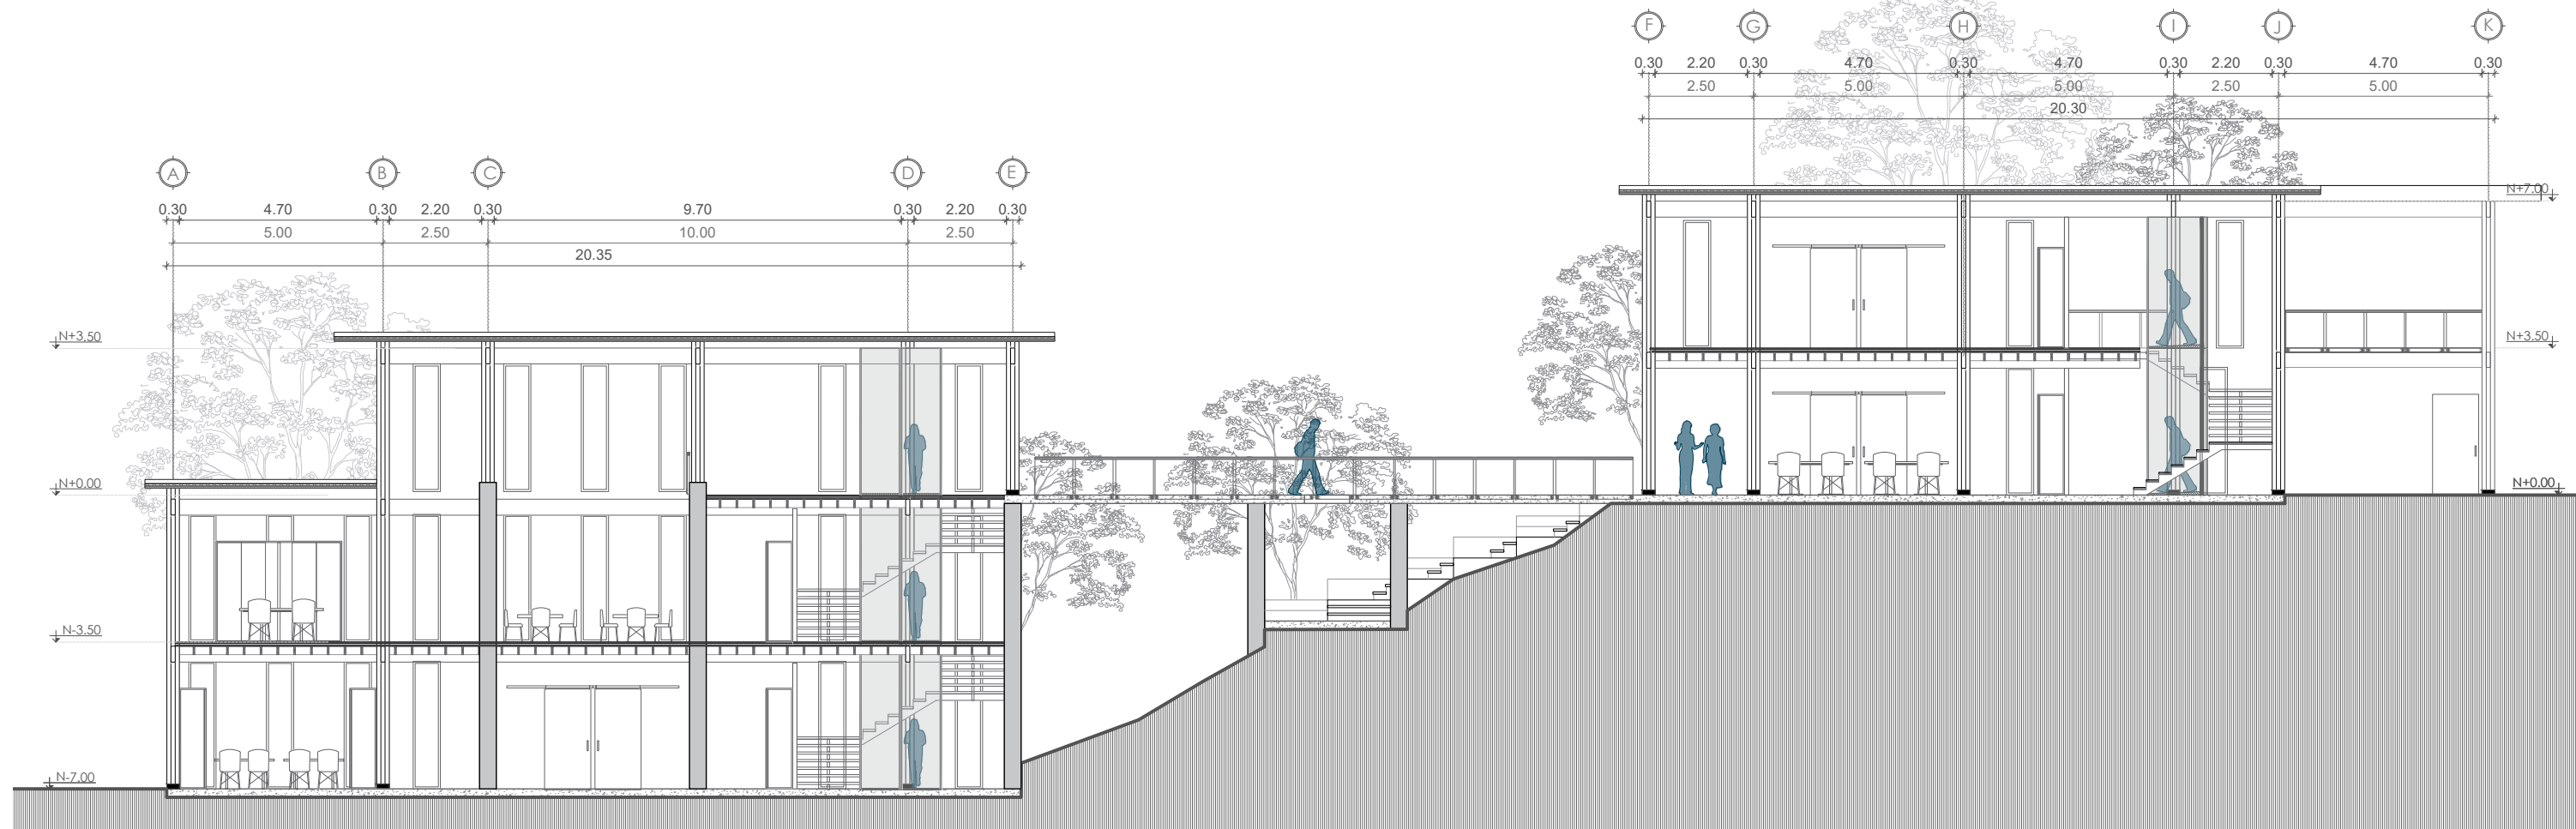 F G H I J K
0.30 2.20 0.30 4.70 0.30 4.70 0.30 2.20 0.30 4.70 0.30
2.50 5.00 5.00 2.50 5.00
20.30
A B C D E
0.30 4.70 0.30 2.20 0.30 9.70 0.30 2.20 0.30
5.00 2.50 10.00 2.50
20.35
N+7.00
N+3.50
N+3.50
N+0.00
N+0.00
N-3.50
N-7.00